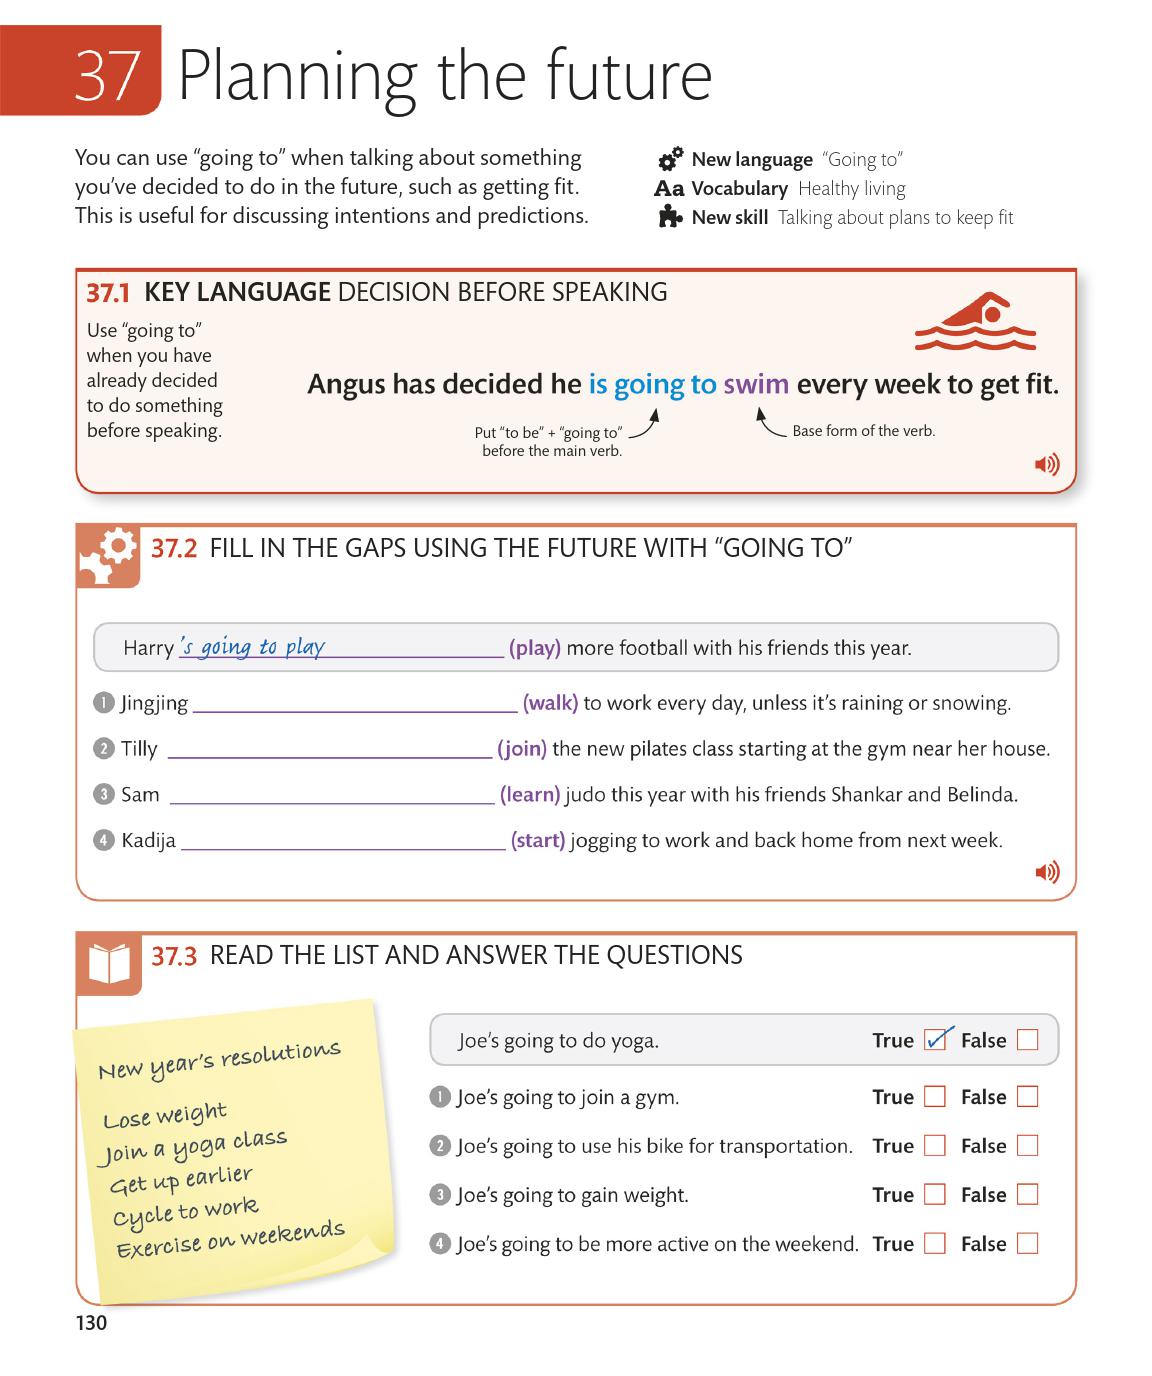 37 Planning the future
You can use “going to” when talking about something
you’ve decided to do in the future, such as getting fit.
This is useful for discussing intentions and predictions.
New language “Going to”
Aa Vocabulary Healthy living
New skill Talking about plans to keep fit
37.1 KEY LANGUAGE DECISION BEFORE SPEAKING
Use “going to”
when you have
already decided
to do something
before speaking.
Angus has decided he is going to swim every week to get fit.
Put “to be” + “going to”
before the main verb.
Base form of the verb.
37.2 FILL IN THE GAPS USING THE FUTURE WITH “GOING TO”
Harry ’s going to play (play) more football with his friends this year.
1 Jingjing (walk) to work every day, unless it’s raining or snowing.
2 Tilly (join) the new pilates class starting at the gym near her house.
3 Sam (learn) judo this year with his friends Shankar and Belinda.
4 Kadija (start) jogging to work and back home from next week.
37.3 READ THE LIST AND ANSWER THE QUESTIONS
New year’s resolutions
Lose weight
Join a yoga class
Get up earlier
Cycle to work
Exercise on weekends
Joe’s going to do yoga. True False
1 Joe’s going to join a gym. True False
2 Joe’s going to use his bike for transportation. True False
3 Joe’s going to gain weight. True False
4 Joe’s going to be more active on the weekend. True False
130